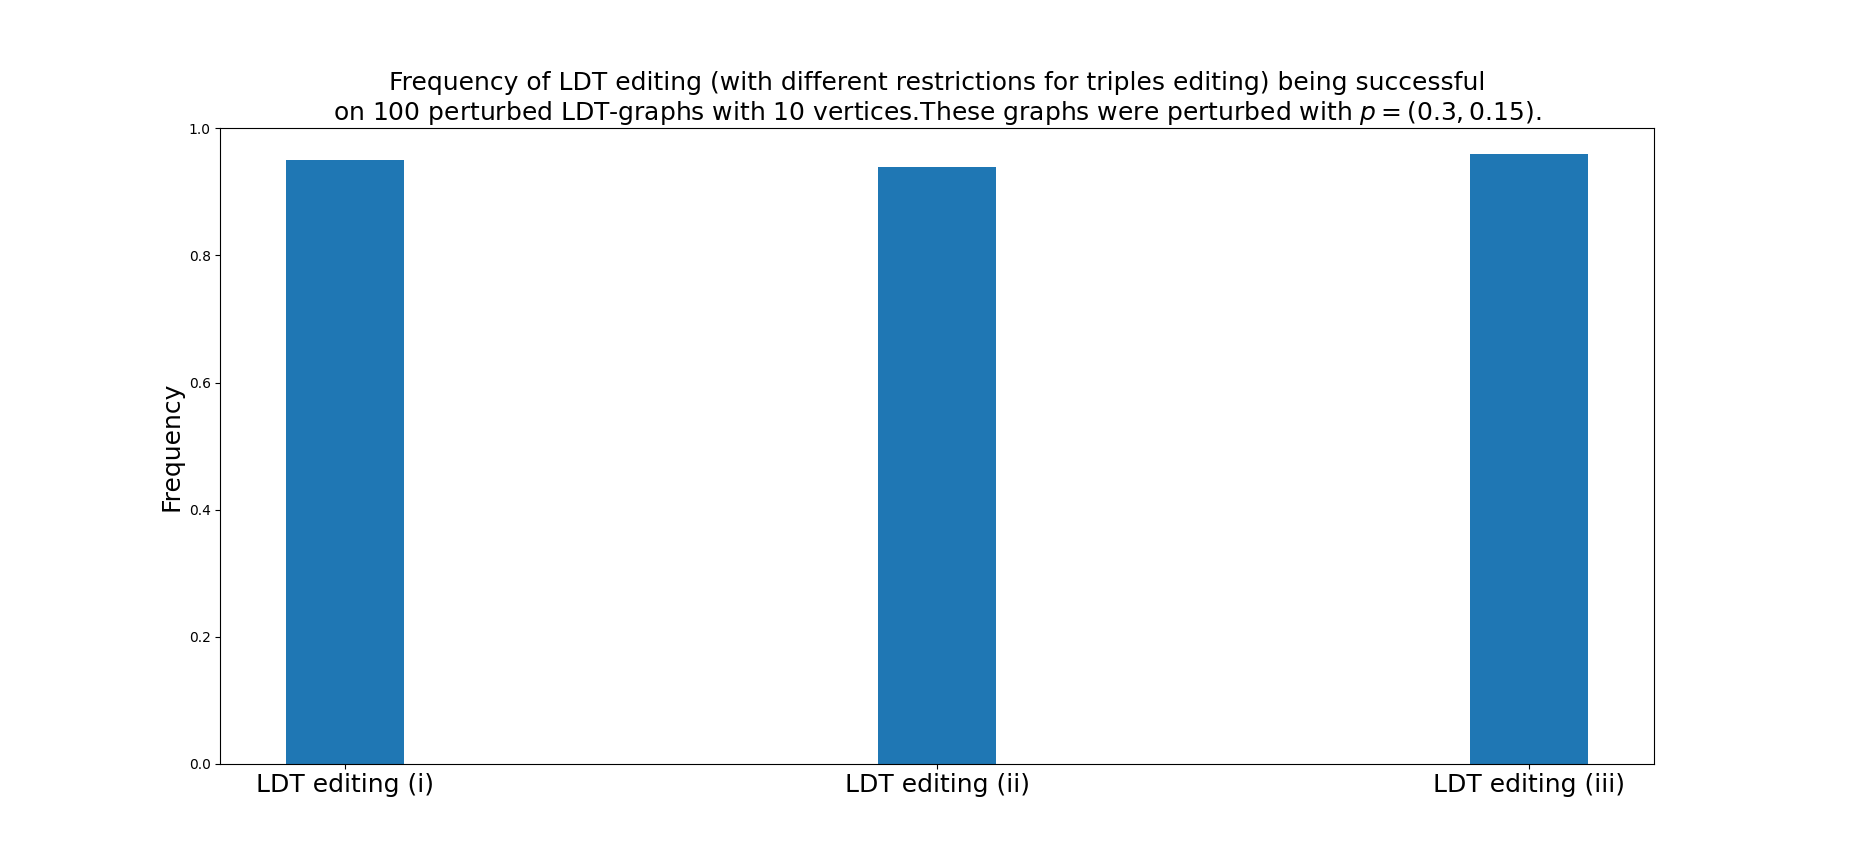 Frequency of LDT editing (with different restrictions for triples editing) being successful
on 100 perturbed LDT-graphs with 10 vertices.These graphs were perturbed with p = (0.3, 0.15).
1.0
0.8
0.6
0.4
0.2
0.0
Frequency
LDT editing (i)
LDT editing (ii)
LDT editing (iii)